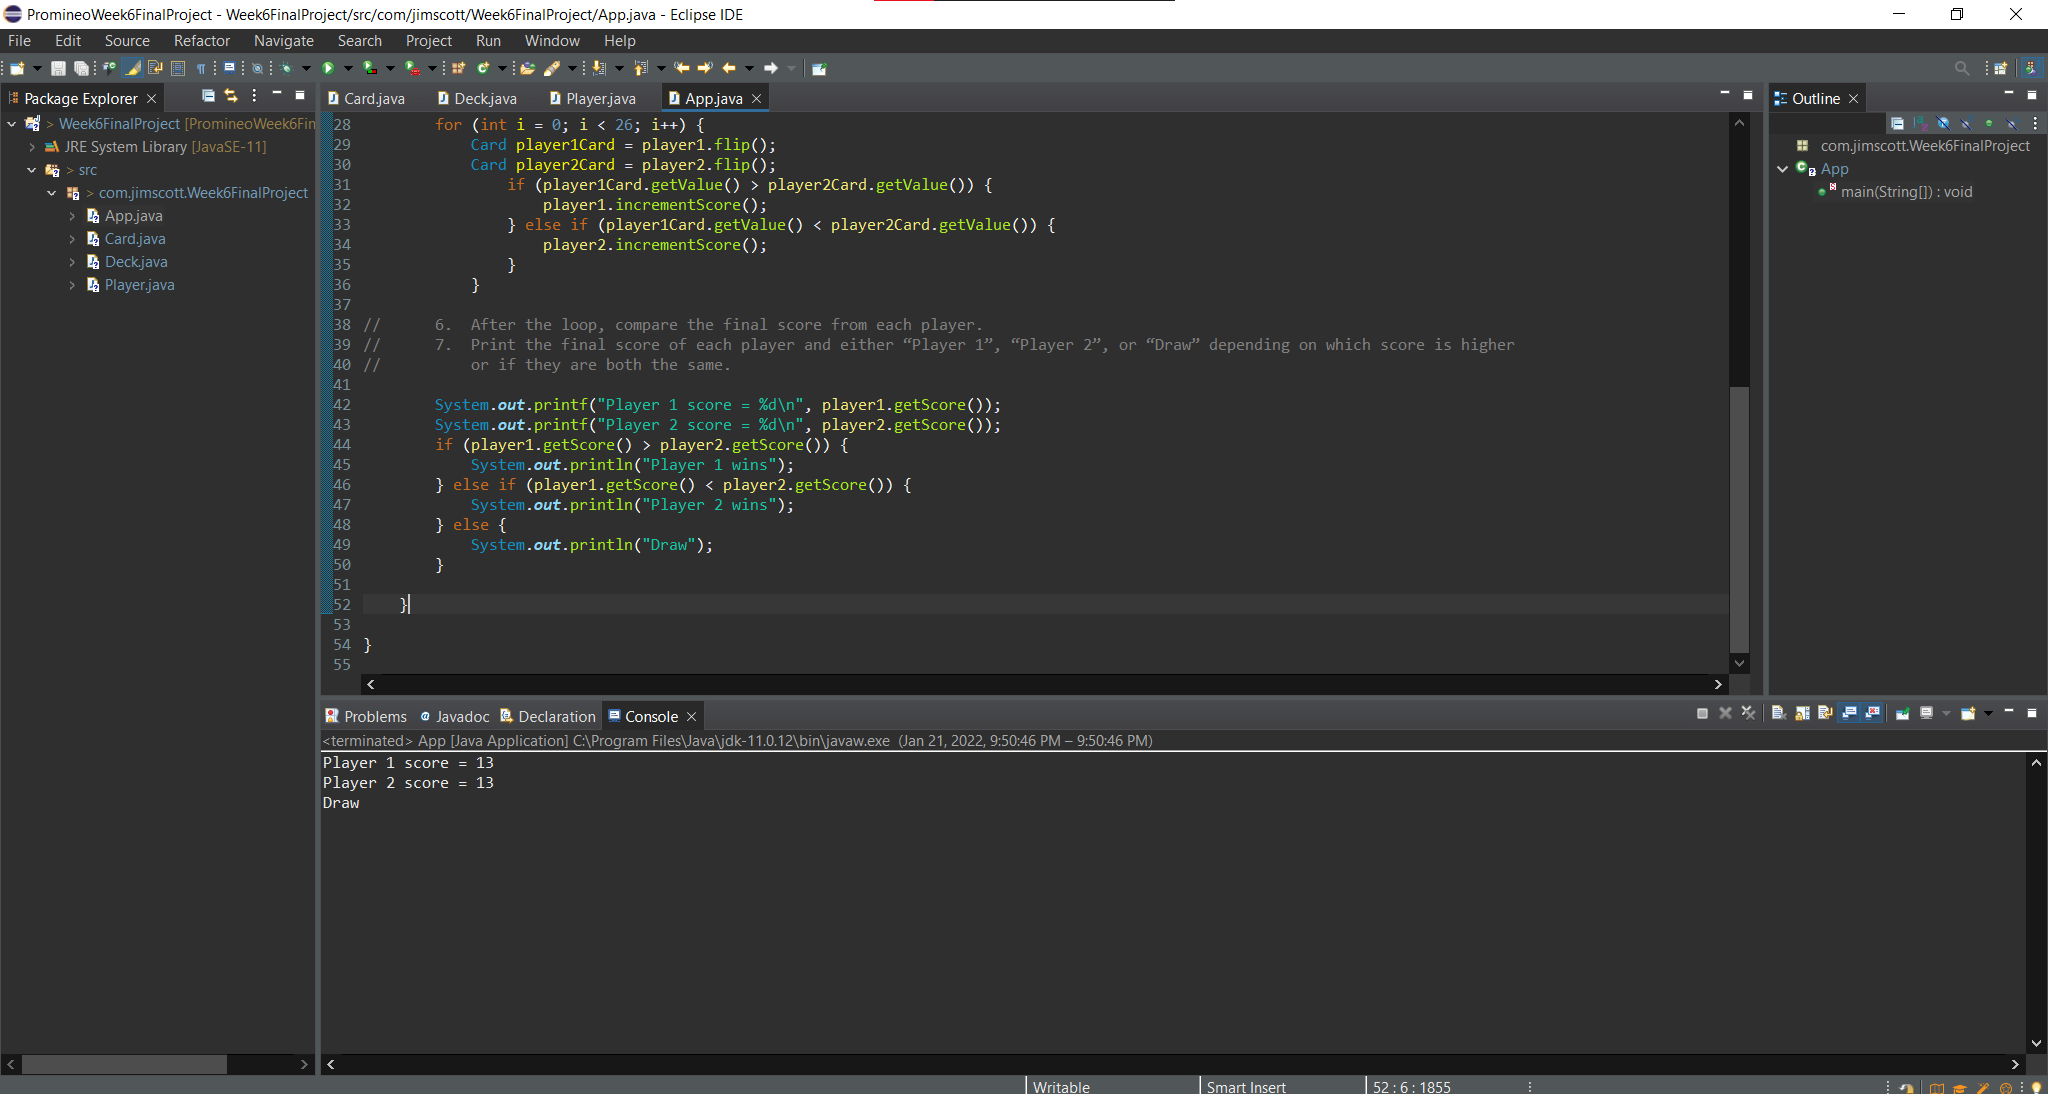 PromineoWeek6FinalProject - Week6FinalProject/src/com/jimscott/Week6FinalProject/App.java - Eclipse IDE
File Edit Source Refactor Navigate Search Project Run Window Help
Package Explorer
> Week6FinalProject [PromineoWeek6Fin
JRE System Library [JavaSE-11]
> src
> com.jimscott.Week6FinalProject
App.java
Card.java
Deck.java
Player.java
Card.java Deck.java Player.java App.java
28 for (int i = 0; i < 26; i++) {
29 Card player1Card = player1.flip();
30 Card player2Card = player2.flip();
31 if (player1Card.getValue() > player2Card.getValue()) {
32 player1.incrementScore();
33 } else if (player1Card.getValue() < player2Card.getValue()) {
34 player2.incrementScore();
35 }
36 }
37
38 // 6. After the loop, compare the final score from each player.
39 // 7. Print the final score of each player and either “Player 1”, “Player 2”, or “Draw” depending on which score is higher
40 // or if they are both the same.
41
42 System.out.printf("Player 1 score = %d\n", player1.getScore());
43 System.out.printf("Player 2 score = %d\n", player2.getScore());
44 if (player1.getScore() > player2.getScore()) {
45 System.out.println("Player 1 wins");
46 } else if (player1.getScore() < player2.getScore()) {
47 System.out.println("Player 2 wins");
48 } else {
49 System.out.println("Draw");
50 }
51
52 }
53
54 }
55
Outline
com.jimscott.Week6FinalProject
App
main(String[]) : void
Problems Javadoc Declaration Console
<terminated> App [Java Application] C:\Program Files\Java\jdk-11.0.12\bin\javaw.exe (Jan 21, 2022, 9:50:46 PM – 9:50:46 PM)
Player 1 score = 13
Player 2 score = 13
Draw
Writable Smart Insert 52 : 6 : 1855